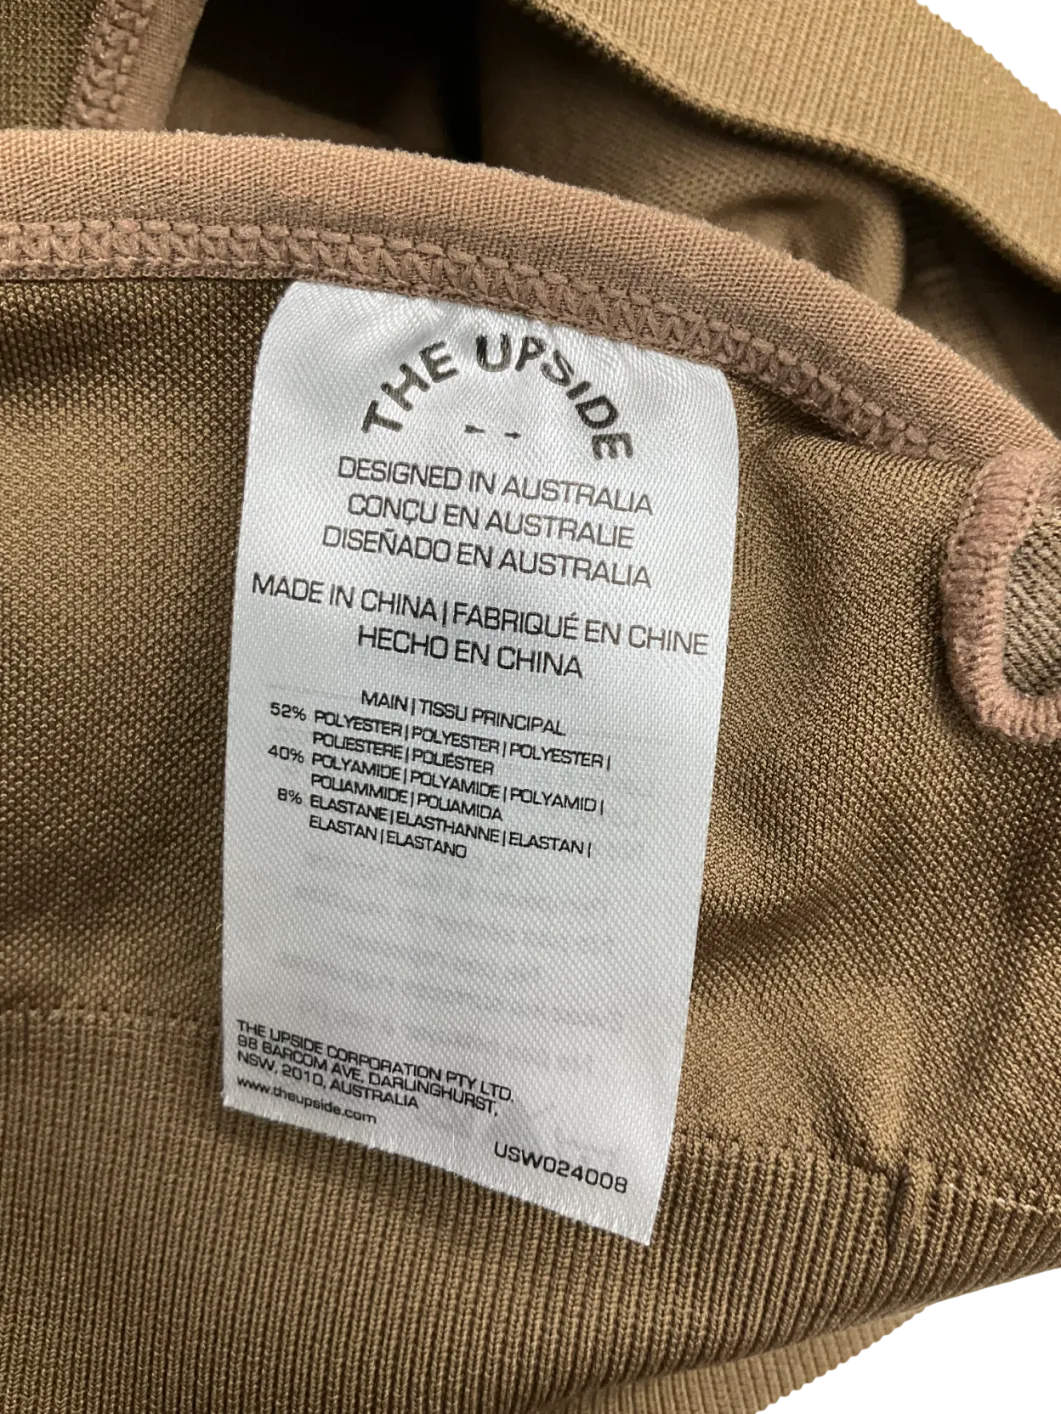 THE UPSIDE
DESIGNED IN AUSTRALIA
CONÇU EN AUSTRALIE
DISEÑADO EN AUSTRALIA
MADE IN CHINA | FABRIQUÉ EN CHINE
HECHO EN CHINA
MAIN | TISSU PRINCIPAL
52% POLYESTER | POLYESTER | POLYESTER |
POLIESTERE | POLIÉSTER
40% POLYAMIDE | POLYAMIDE | POLYAMID |
POLIAMMIDE | POLIAMIDA
8% ELASTANE | ELASTHANNE | ELASTAN |
ELASTAN | ELASTANO
THE UPSIDE CORPORATION PTY LTD.
98 BARCOM AVE, DARLINGHURST,
NSW, 2010, AUSTRALIA
www.theupside.com
USW024008